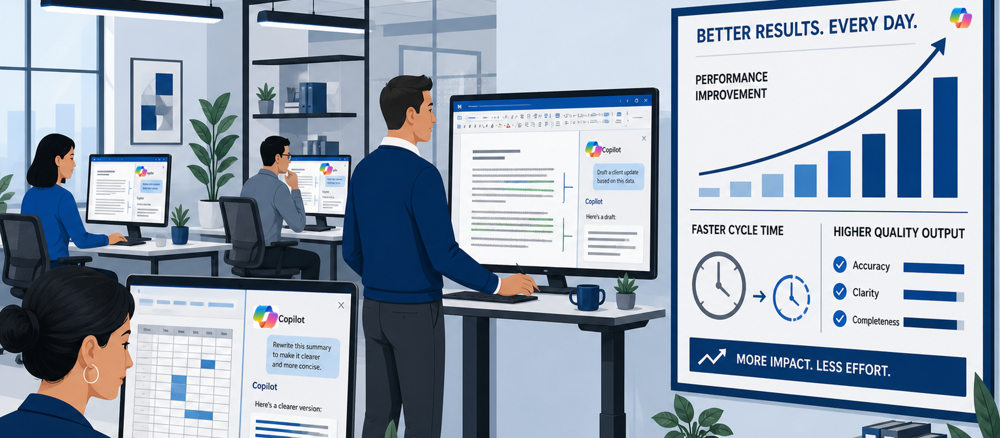 BETTER RESULTS. EVERY DAY.
PERFORMANCE
IMPROVEMENT
FASTER CYCLE TIME
HIGHER QUALITY OUTPUT
Accuracy
Clarity
Completeness
MORE IMPACT. LESS EFFORT.
Copilot
Draft a client update
based on this data.
Copilot
Here's a draft:
Copilot
Rewrite this summary
to make it clearer
and more concise.
Copilot
Here's a clearer version: